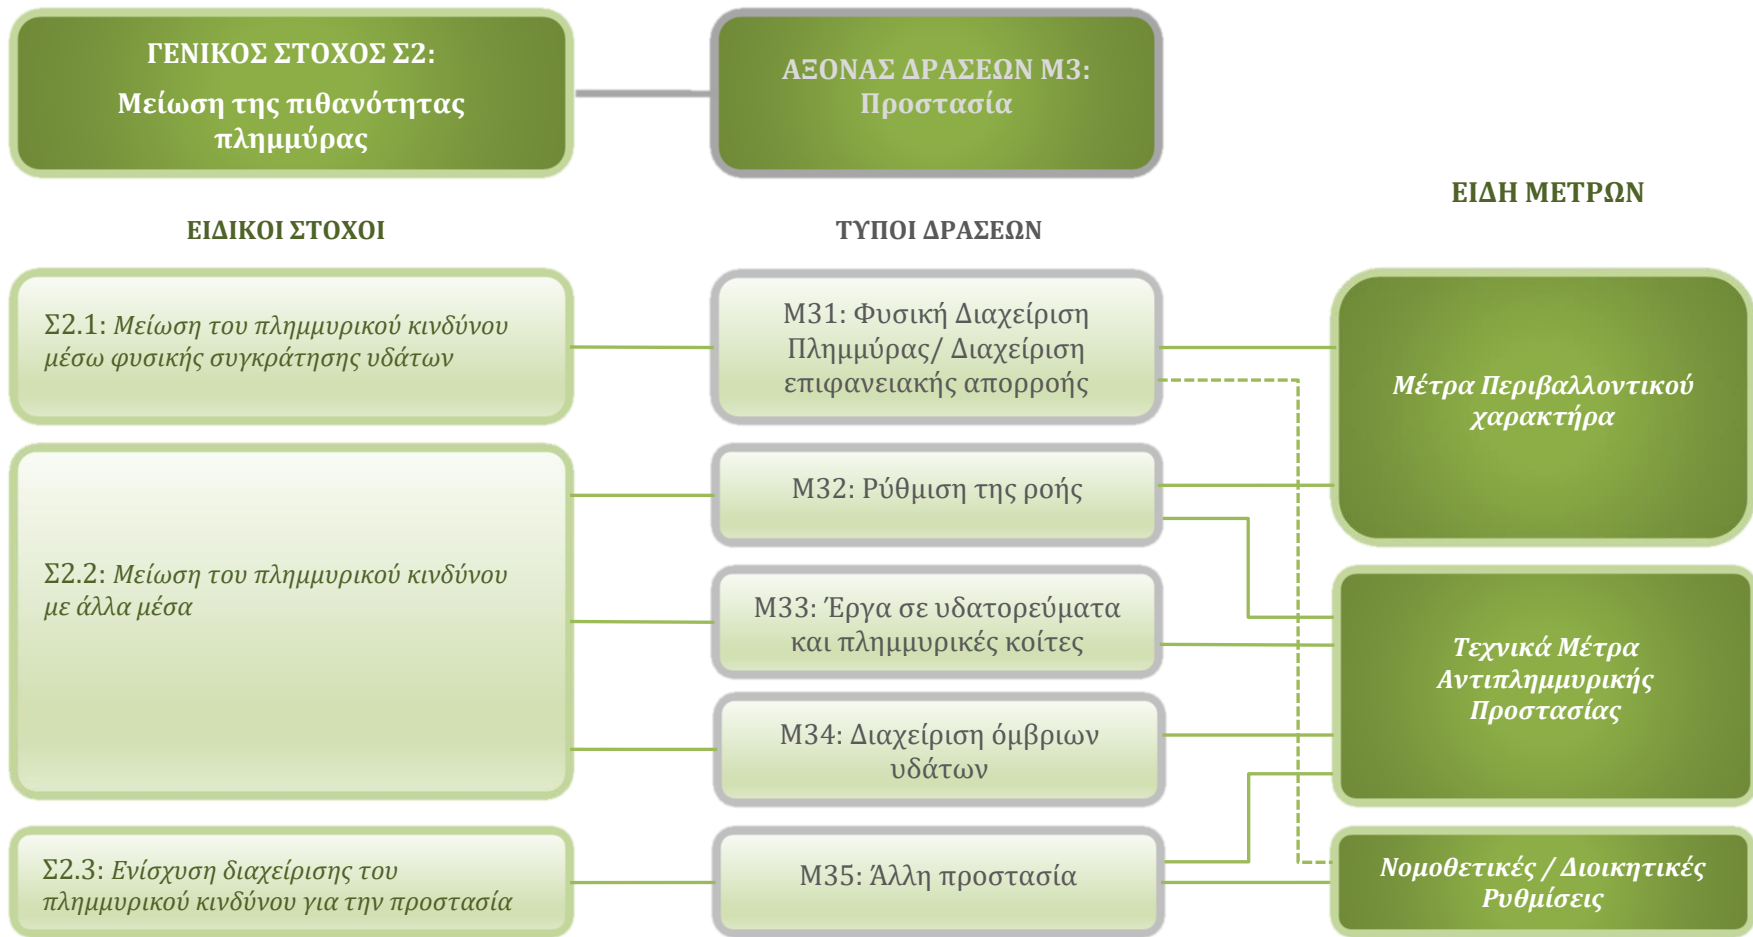 ΓΕΝΙΚΟΣ ΣΤΟΧΟΣ Σ2:
Μείωση της πιθανότητας
πλημμύρας
ΑΞΟΝΑΣ ΔΡΑΣΕΩΝ Μ3:
Προστασία
ΕΙΔΗ ΜΕΤΡΩΝ
ΕΙΔΙΚΟΙ ΣΤΟΧΟΙ
ΤΥΠΟΙ ΔΡΑΣΕΩΝ
Σ2.1: Μείωση του πλημμυρικού κινδύνου
μέσω φυσικής συγκράτησης υδάτων
Μ31: Φυσική Διαχείριση
Πλημμύρας/ Διαχείριση
επιφανειακής απορροής
Μέτρα Περιβαλλοντικού
χαρακτήρα
Μ32: Ρύθμιση της ροής
Σ2.2: Μείωση του πλημμυρικού κινδύνου
με άλλα μέσα
Μ33: Έργα σε υδατορεύματα
και πλημμυρικές κοίτες
Τεχνικά Μέτρα
Αντιπλημμυρικής
Προστασίας
Μ34: Διαχείριση όμβριων
υδάτων
Σ2.3: Ενίσχυση διαχείρισης του
πλημμυρικού κινδύνου για την προστασία
Μ35: Άλλη προστασία
Νομοθετικές / Διοικητικές
Ρυθμίσεις